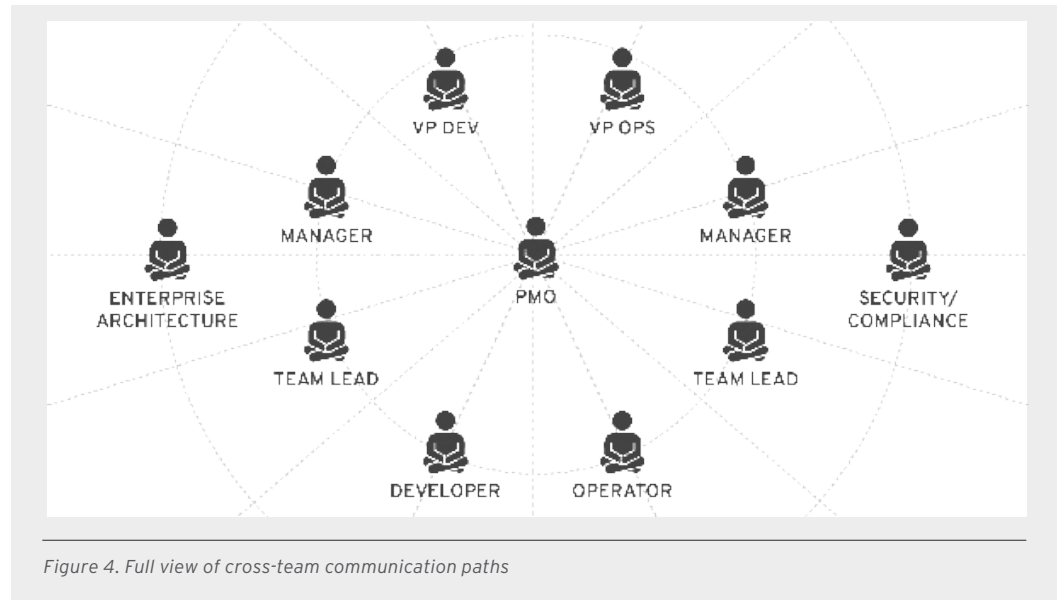 VP DEV
VP OPS
MANAGER
MANAGER
ENTERPRISE
ARCHITECTURE
PMO
SECURITY/
COMPLIANCE
TEAM LEAD
TEAM LEAD
DEVELOPER
OPERATOR
Figure 4. Full view of cross-team communication paths